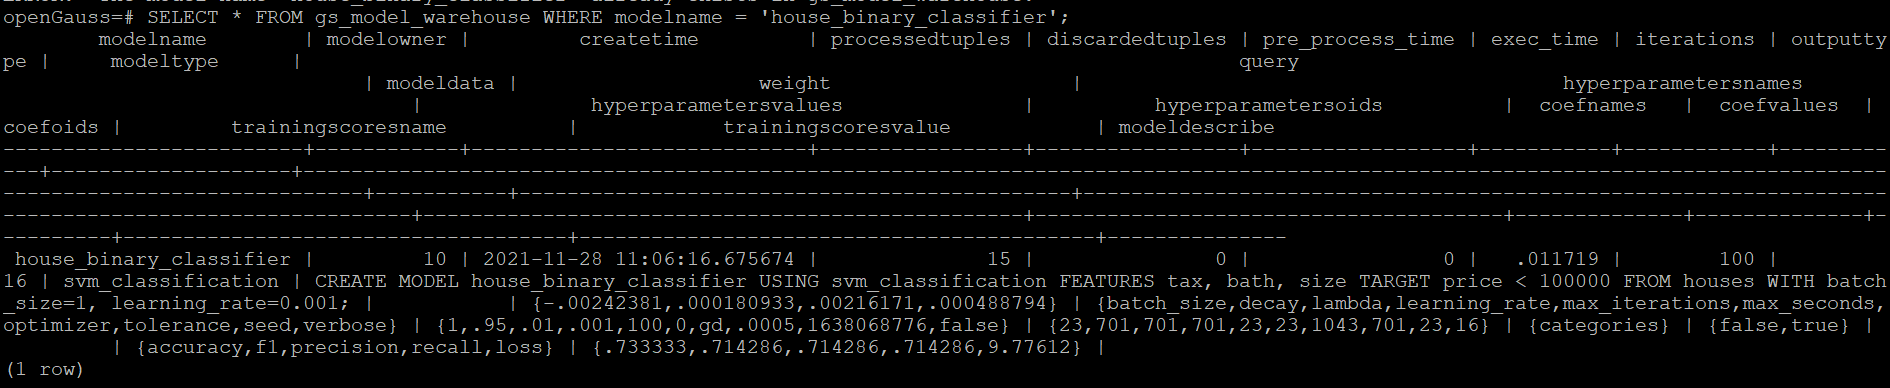 openGauss=# SELECT * FROM gs_model_warehouse WHERE modelname = 'house_binary_classifier';
modelname | modelowner | createtime | processedtuples | discardedtuples | pre_process_time | exec_time | iterations | outputty
pe | modeltype | query
| modeldata | weight | hyperparametersnames
| hyperparametersvalues | hyperparametersoids | coefnames | coefvalues |
coefoids | trainingscoresname | trainingscoresvalue | modeldescribe
house_binary_classifier | 10 | 2021-11-28 11:06:16.675674 | 15 | 0 | 0 | .011719 | 100 |
16 | svm_classification | CREATE MODEL house_binary_classifier USING svm_classification FEATURES tax, bath, size TARGET price < 100000 FROM houses WITH batch
_size=1, learning_rate=0.001; | | {-.00242381,.000180933,.00216171,.000488794} | {batch_size,decay,lambda,learning_rate,max_iterations,max_seconds,
optimizer,tolerance,seed,verbose} | {1,.95,.01,.001,100,0,gd,.0005,1638068776,false} | {23,701,701,701,23,23,1043,701,23,16} | {categories} | {false,true} |
| {accuracy,f1,precision,recall,loss} | {.733333,.714286,.714286,.714286,9.77612} |
(1 row)